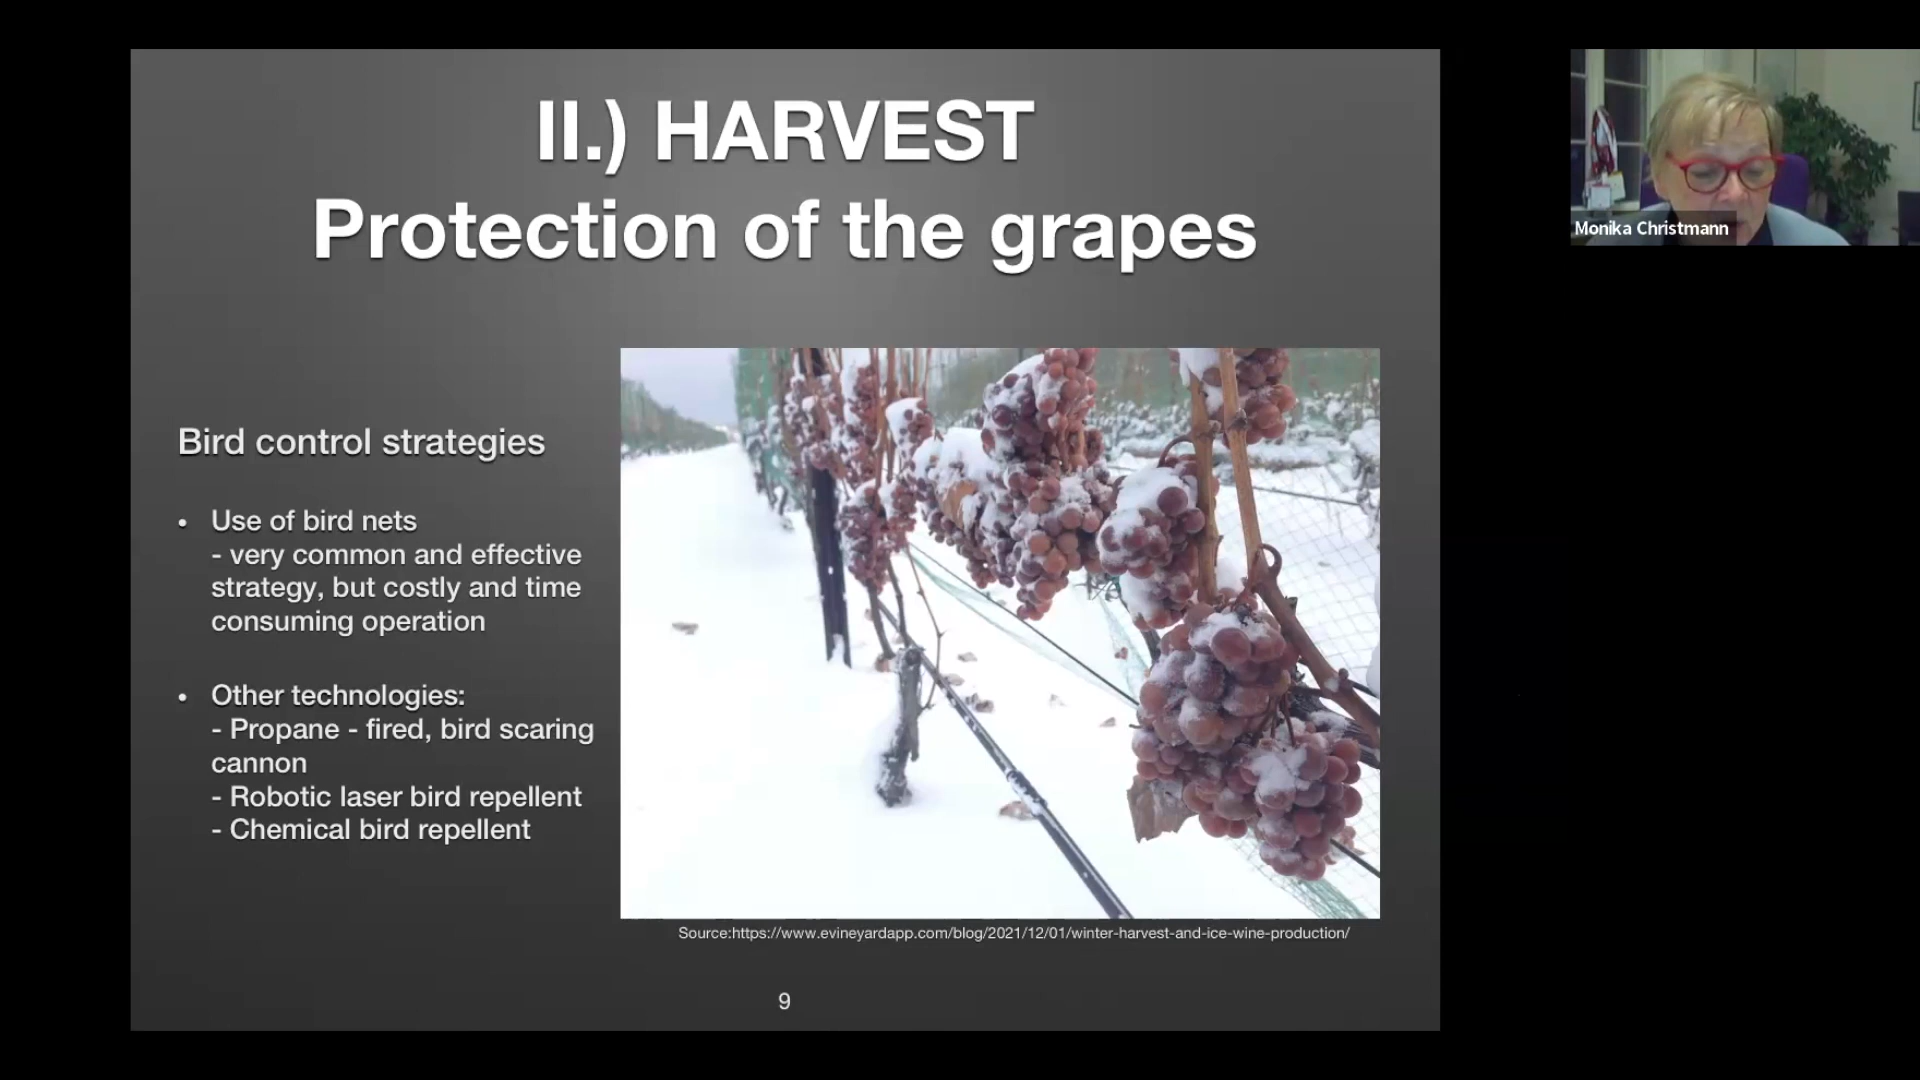 II.) HARVEST
Protection of the grapes
Bird control strategies
• Use of bird nets
- very common and effective
strategy, but costly and time
consuming operation
• Other technologies:
- Propane - fired, bird scaring
cannon
- Robotic laser bird repellent
- Chemical bird repellent
Source:https://www.evineyardapp.com/blog/2021/12/01/winter-harvest-and-ice-wine-production/
9
Monika Christmann